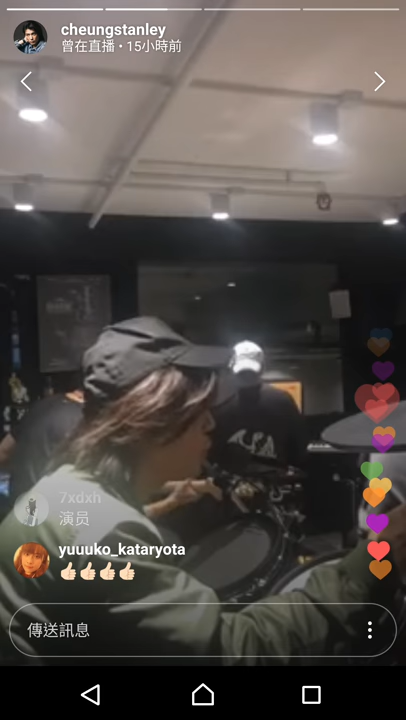 cheungstanley
曾在直播 • 15小時前
7xdxh
演员
yuuuko_kataryota
👍🏻👍🏻👍🏻👍🏻
傳送訊息